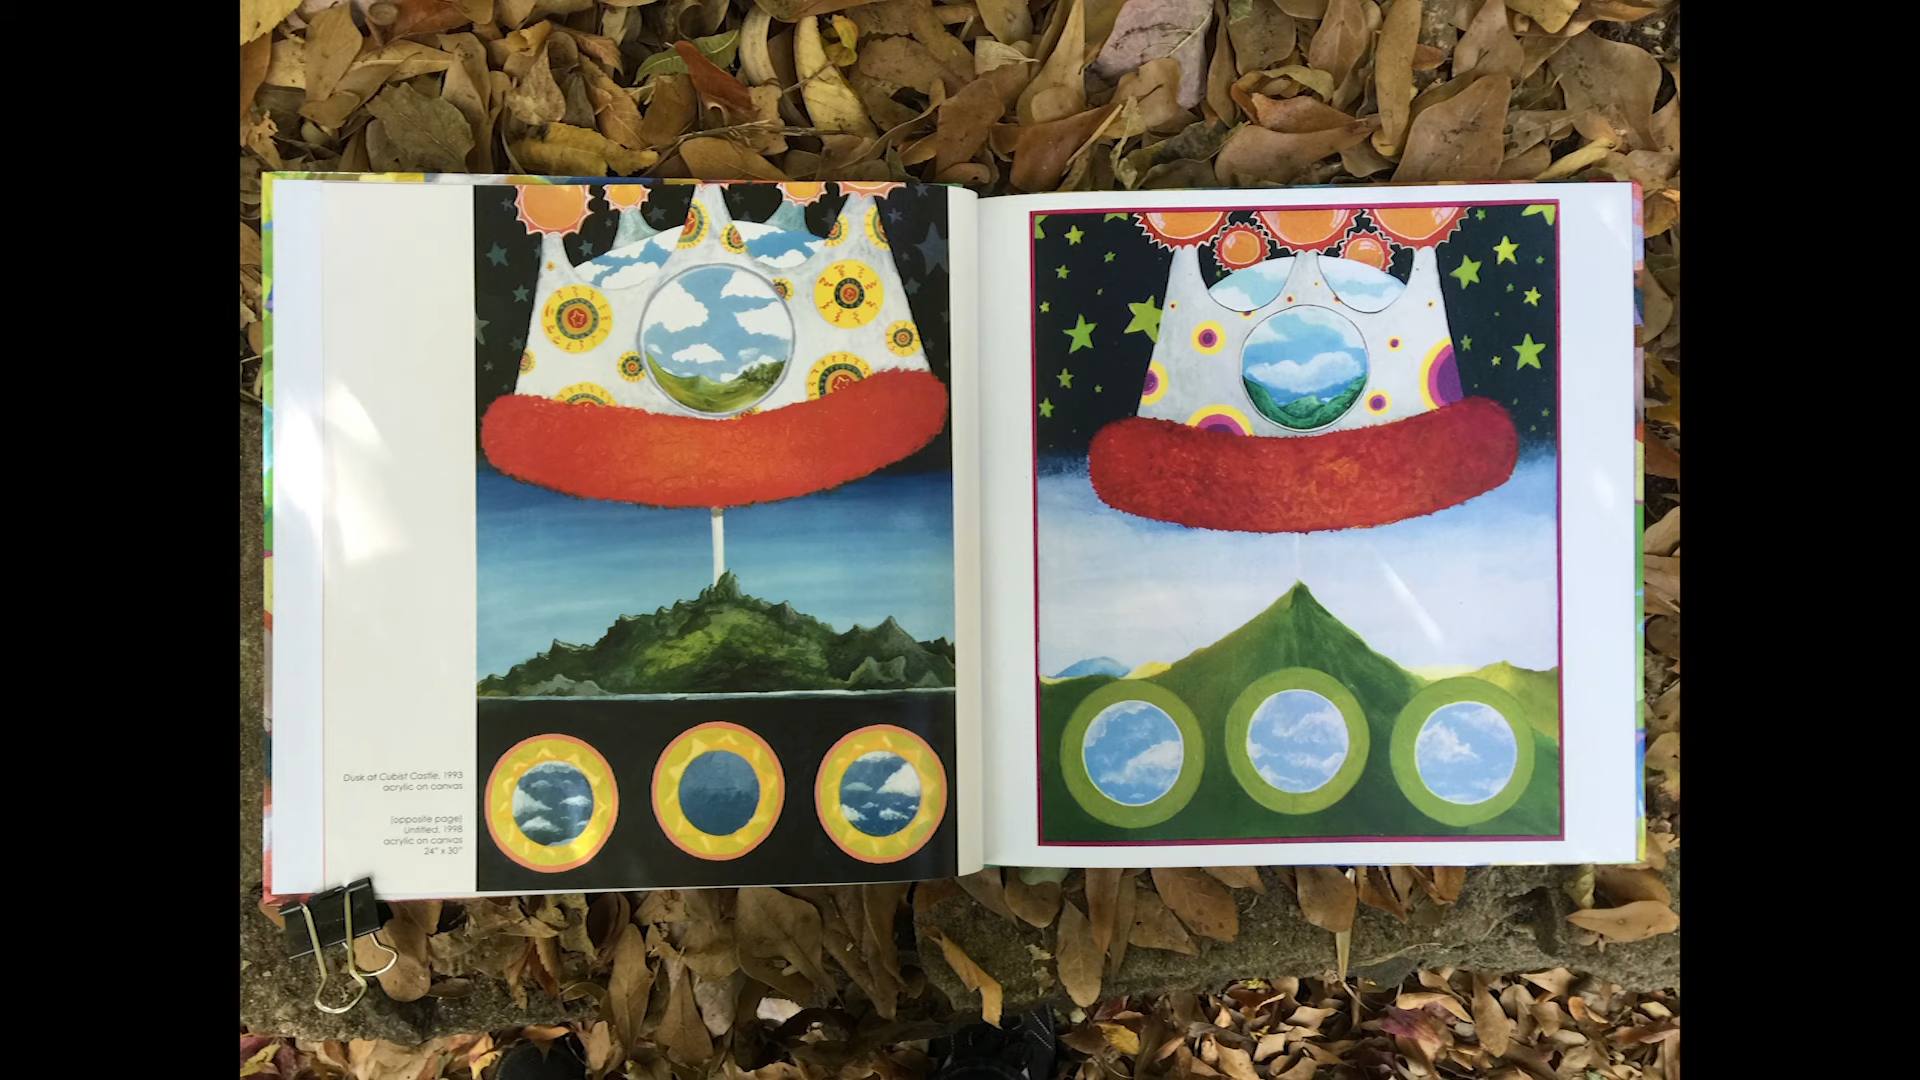 Dusk at Cubist Castle, 1993
acrylic on canvas
(opposite page)
Untitled, 1998
acrylic on canvas
24" x 30"